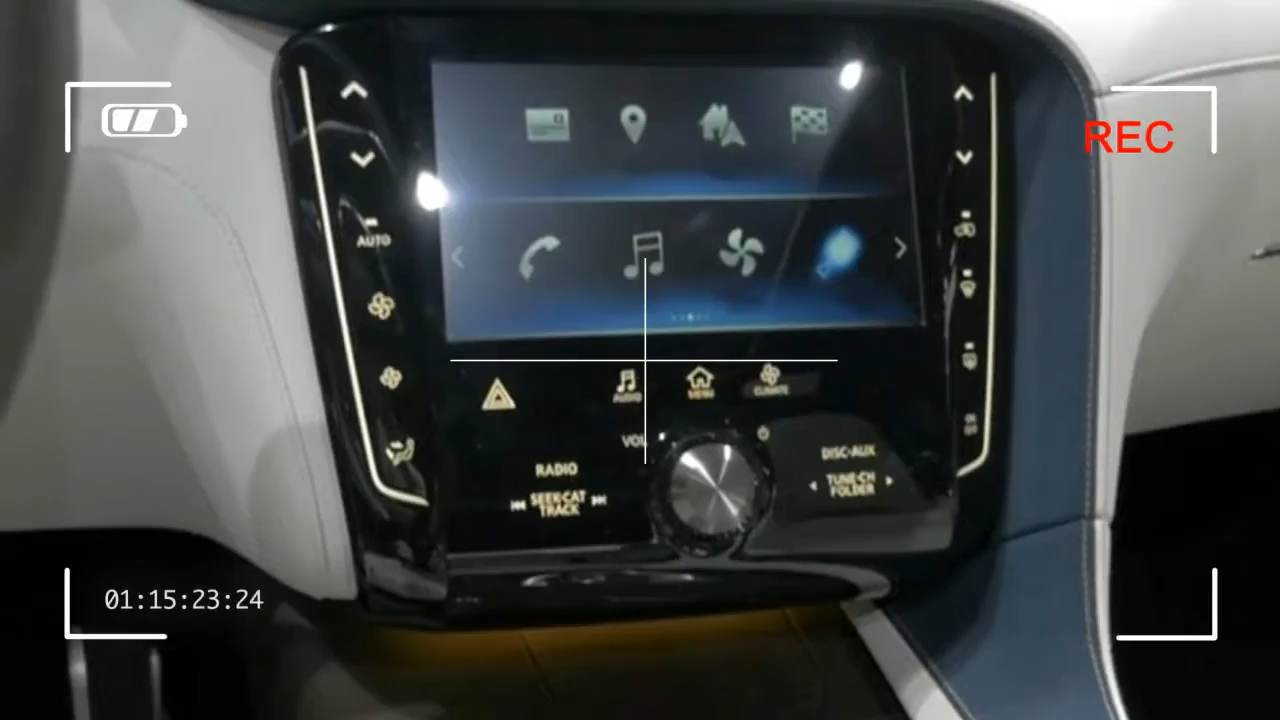 REC
AUTO
AUDIO
MENU
CLIMATE
VOL
RADIO
DISC·AUX
SEEK·CAT
TRACK
TUNE·CH
FOLDER
01:15:23:24